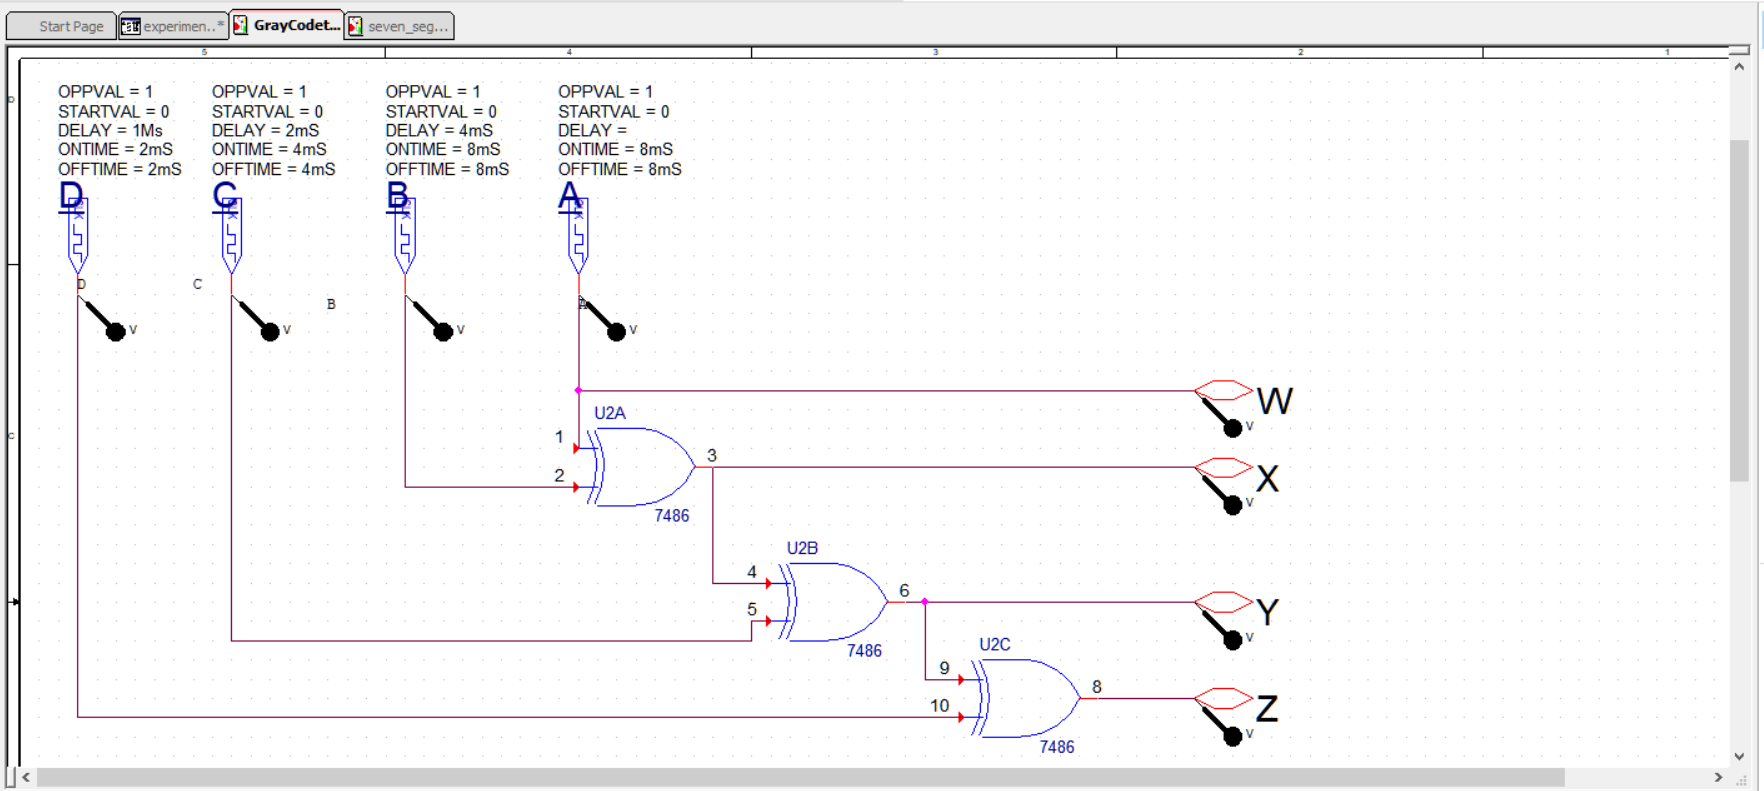 Start Page
experimen..*
GrayCodet...
seven_seg...
5 4 3 2 1
D
OPPVAL = 1
STARTVAL = 0
DELAY = 1Ms
ONTIME = 2mS
OFFTIME = 2mS
OPPVAL = 1
STARTVAL = 0
DELAY = 2mS
ONTIME = 4mS
OFFTIME = 4mS
OPPVAL = 1
STARTVAL = 0
DELAY = 4mS
ONTIME = 8mS
OFFTIME = 8mS
OPPVAL = 1
STARTVAL = 0
DELAY =
ONTIME = 8mS
OFFTIME = 8mS
D C B A
D C
B A
V V V V
W
V
C
U2A
1
2
3
7486
X
V
U2B
4
5
6
7486
Y
V
U2C
9
10
8
7486
Z
V